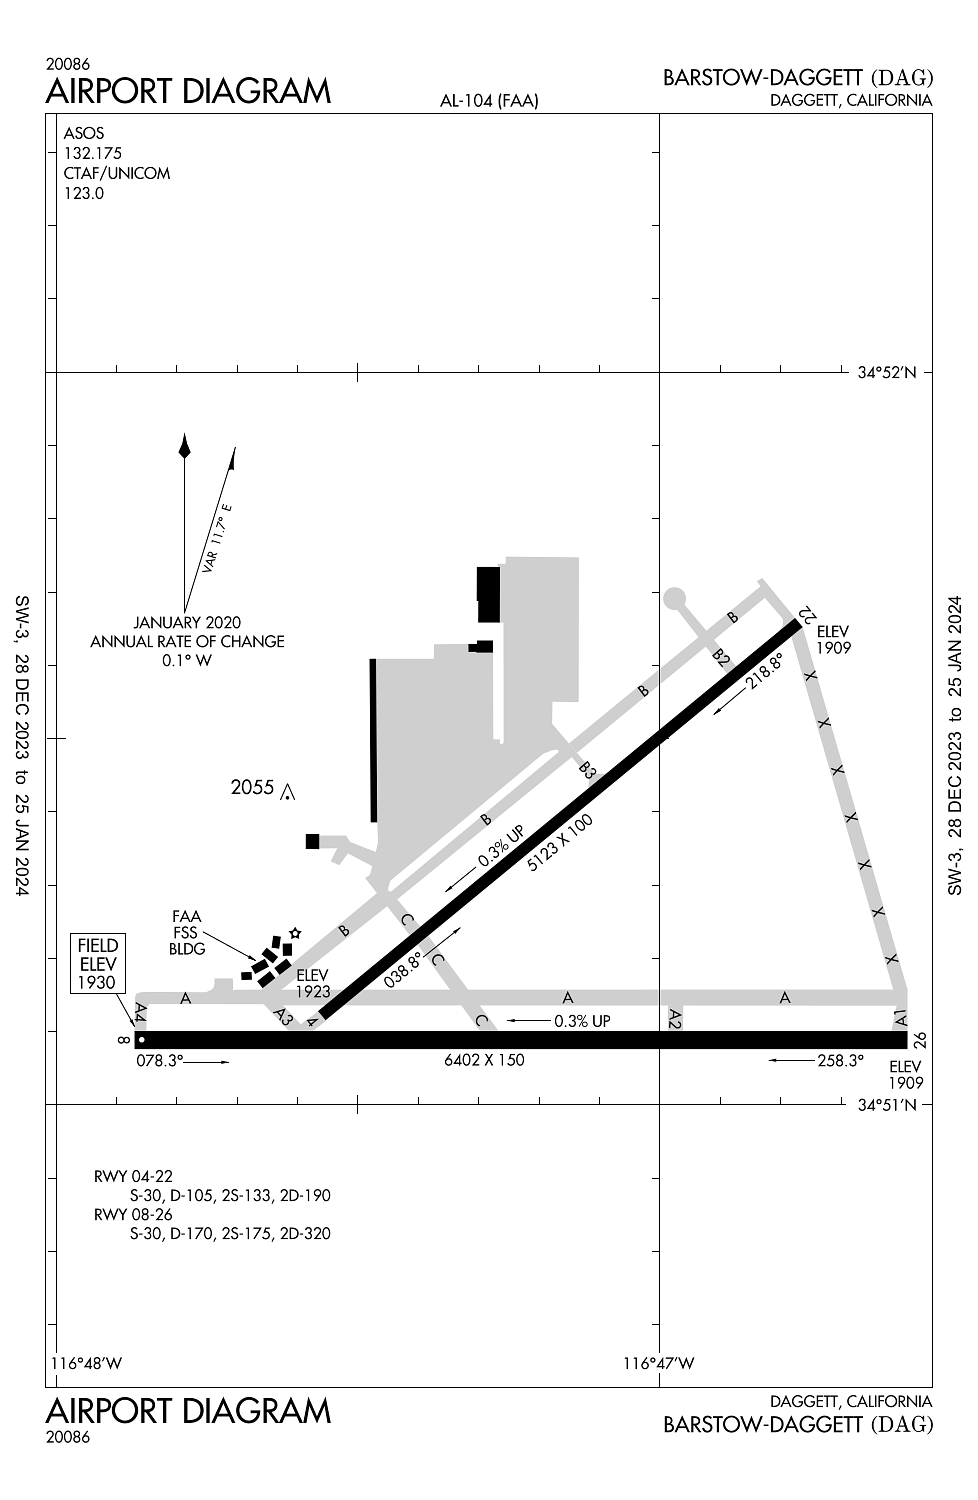 20086
AIRPORT DIAGRAM
AL-104 (FAA)
BARSTOW-DAGGETT (DAG)
DAGGETT, CALIFORNIA
ASOS
132.175
CTAF/UNICOM
123.0
34°52'N
VAR 11.7° E
JANUARY 2020
ANNUAL RATE OF CHANGE
0.1° W
SW-3, 28 DEC 2023 to 25 JAN 2024
SW-3, 28 DEC 2023 to 25 JAN 2024
22
ELEV
1909
B
B2
218.8°
X
B
X
B3
X
2055
B
0.3% UP
5123 X 100
X
X
FAA
FSS
BLDG
B
C
X
FIELD
ELEV
1930
ELEV
1923
038.8°
C
X
A
A
A
A4
A3
4
C
0.3% UP
A2
A1
8
26
078.3°
6402 X 150
258.3°
ELEV
1909
34°51'N
RWY 04-22
S-30, D-105, 2S-133, 2D-190
RWY 08-26
S-30, D-170, 2S-175, 2D-320
116°48'W
116°47'W
AIRPORT DIAGRAM
20086
DAGGETT, CALIFORNIA
BARSTOW-DAGGETT (DAG)